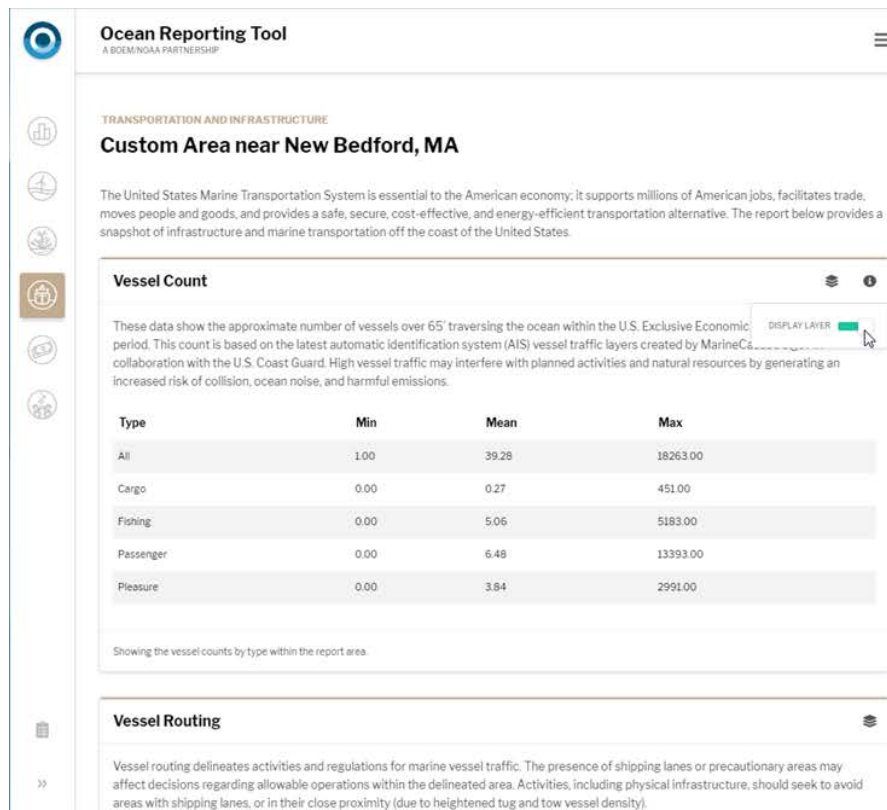 Ocean Reporting Tool
A BOEM/NOAA PARTNERSHIP
TRANSPORTATION AND INFRASTRUCTURE
Custom Area near New Bedford, MA
The United States Marine Transportation System is essential to the American economy; it supports millions of American jobs, facilitates trade,
moves people and goods, and provides a safe, secure, cost-effective, and energy-efficient transportation alternative. The report below provides a
snapshot of infrastructure and marine transportation off the coast of the United States.
Vessel Count
These data show the approximate number of vessels over 65' traversing the ocean within the U.S. Exclusive Economic
DISPLAY LAYER
period. This count is based on the latest automatic identification system (AIS) vessel traffic layers created by
collaboration with the U.S. Coast Guard. High vessel traffic may interfere with planned activities and natural resources by generating an
increased risk of collision, ocean noise, and harmful emissions.
Type Min Mean Max
All 1.00 39.28 18263.00
Cargo 0.00 0.27 451.00
Fishing 0.00 5.06 5183.00
Passenger 0.00 6.48 13393.00
Pleasure 0.00 3.84 2991.00
Showing the vessel counts by type within the report area.
Vessel Routing
Vessel routing delineates activities and regulations for marine vessel traffic. The presence of shipping lanes or precautionary areas may
affect decisions regarding allowable operations within the delineated area. Activities, including physical infrastructure, should seek to avoid
areas with shipping lanes, or in their close proximity (due to heightened tug and tow vessel density).